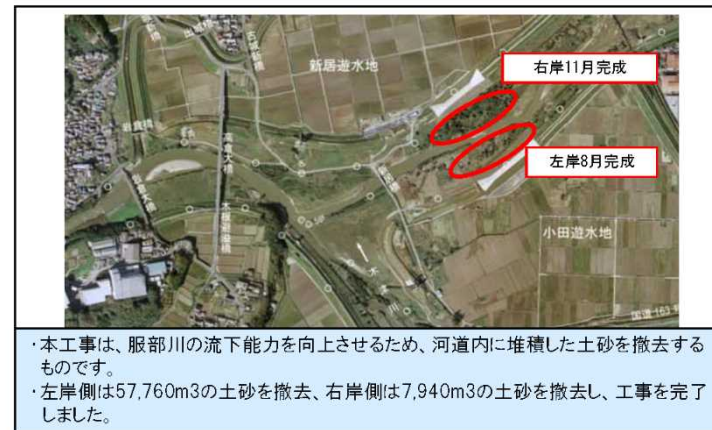 新居遊水地
右岸11月完成
左岸8月完成
小田遊水地
・本工事は、服部川の流下能力を向上させるため、河道内に堆積した土砂を撤去する
ものです。
・左岸側は57,760m3の土砂を撤去、右岸側は7,940m3の土砂を撤去し、工事を完了
しました。